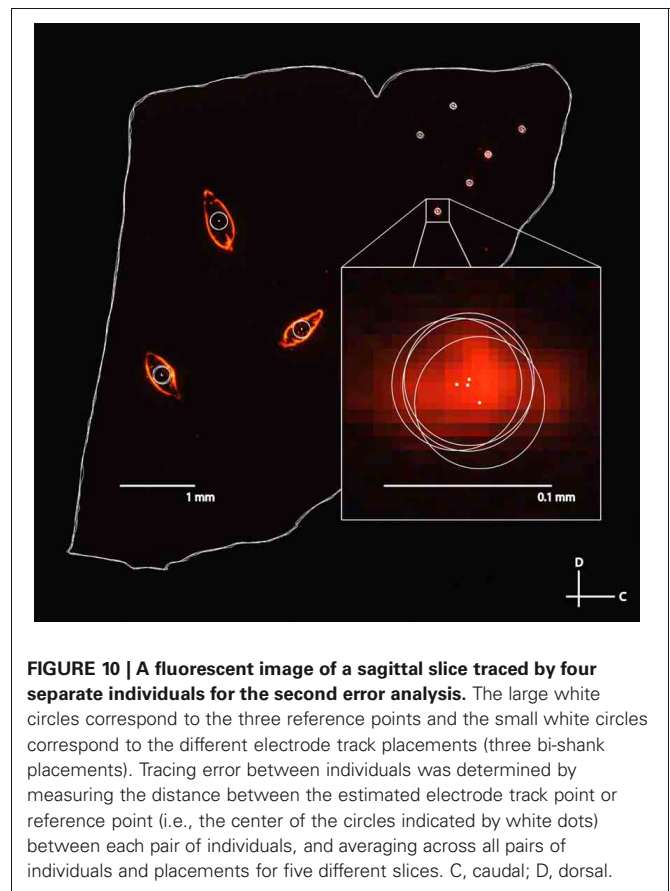 1 mm
0.1 mm
D
C
FIGURE 10 | A fluorescent image of a sagittal slice traced by four
separate individuals for the second error analysis. The large white
circles correspond to the three reference points and the small white circles
correspond to the different electrode track placements (three bi-shank
placements). Tracing error between individuals was determined by
measuring the distance between the estimated electrode track point or
reference point (i.e., the center of the circles indicated by white dots)
between each pair of individuals, and averaging across all pairs of
individuals and placements for five different slices. C, caudal; D, dorsal.